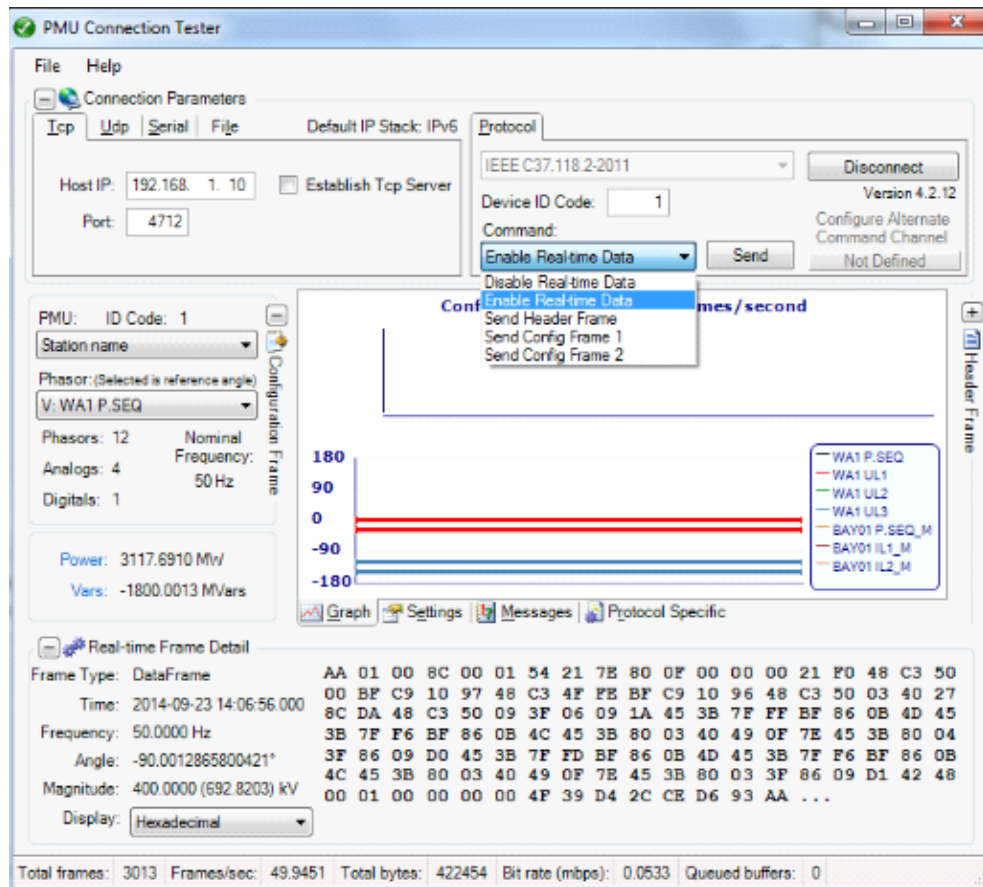 PMU Connection Tester
File Help
Connection Parameters
Tcp Udp Serial File Default IP Stack: IPv6
Host IP: 192.168. 1. 10 Establish Tcp Server
Port: 4712
Protocol
IEEE C37.118.2-2011 Disconnect
Version 4.2.12
Device ID Code: 1
Configure Alternate
Command Channel
Command:
Enable Real-time Data Send Not Defined
Disable Real-time Data
Enable Real-time Data
Send Header Frame
Send Config Frame 1
Send Config Frame 2
PMU: ID Code: 1
Station name
Phasor: (Selected is reference angle)
V: WA1 P.SEQ
Phasors: 12 Nominal
Frequency:
Analogs: 4
50 Hz
Digitals: 1
Configuration Frame
Power: 3117.6910 MW
Vars: -1800.0013 MVars
Conf mes/second
180
90
0
-90
-180
WA1 P.SEQ
WA1 UL1
WA1 UL2
WA1 UL3
BAY01 P.SEQ_M
BAY01 IL1_M
BAY01 IL2_M
Header Frame
Graph Settings Messages Protocol Specific
Real-time Frame Detail
Frame Type: DataFrame
Time: 2014-09-23 14:06:56.000
Frequency: 50.0000 Hz
Angle: -90.0012865800421°
Magnitude: 400.0000 (692.8203) kV
Display: Hexadecimal
AA 01 00 8C 00 01 54 21 7E 80 0F 00 00 00 21 F0 48 C3 50
00 BF C9 10 97 48 C3 4F FE BF C9 10 96 48 C3 50 03 40 27
8C DA 48 C3 50 09 3F 06 09 1A 45 3B 7F FF BF 86 0B 4D 45
3B 7F F6 BF 86 0B 4C 45 3B 80 03 40 49 0F 7E 45 3B 80 04
3F 86 09 D0 45 3B 7F FD BF 86 0B 4D 45 3B 7F F6 BF 86 0B
4C 45 3B 80 03 40 49 0F 7E 45 3B 80 03 3F 86 09 D1 42 48
00 01 00 00 00 00 4F 39 D4 2C CE D6 93 AA ...
Total frames: 3013 Frames/sec: 49.9451 Total bytes: 422454 Bit rate (mbps): 0.0533 Queued buffers: 0